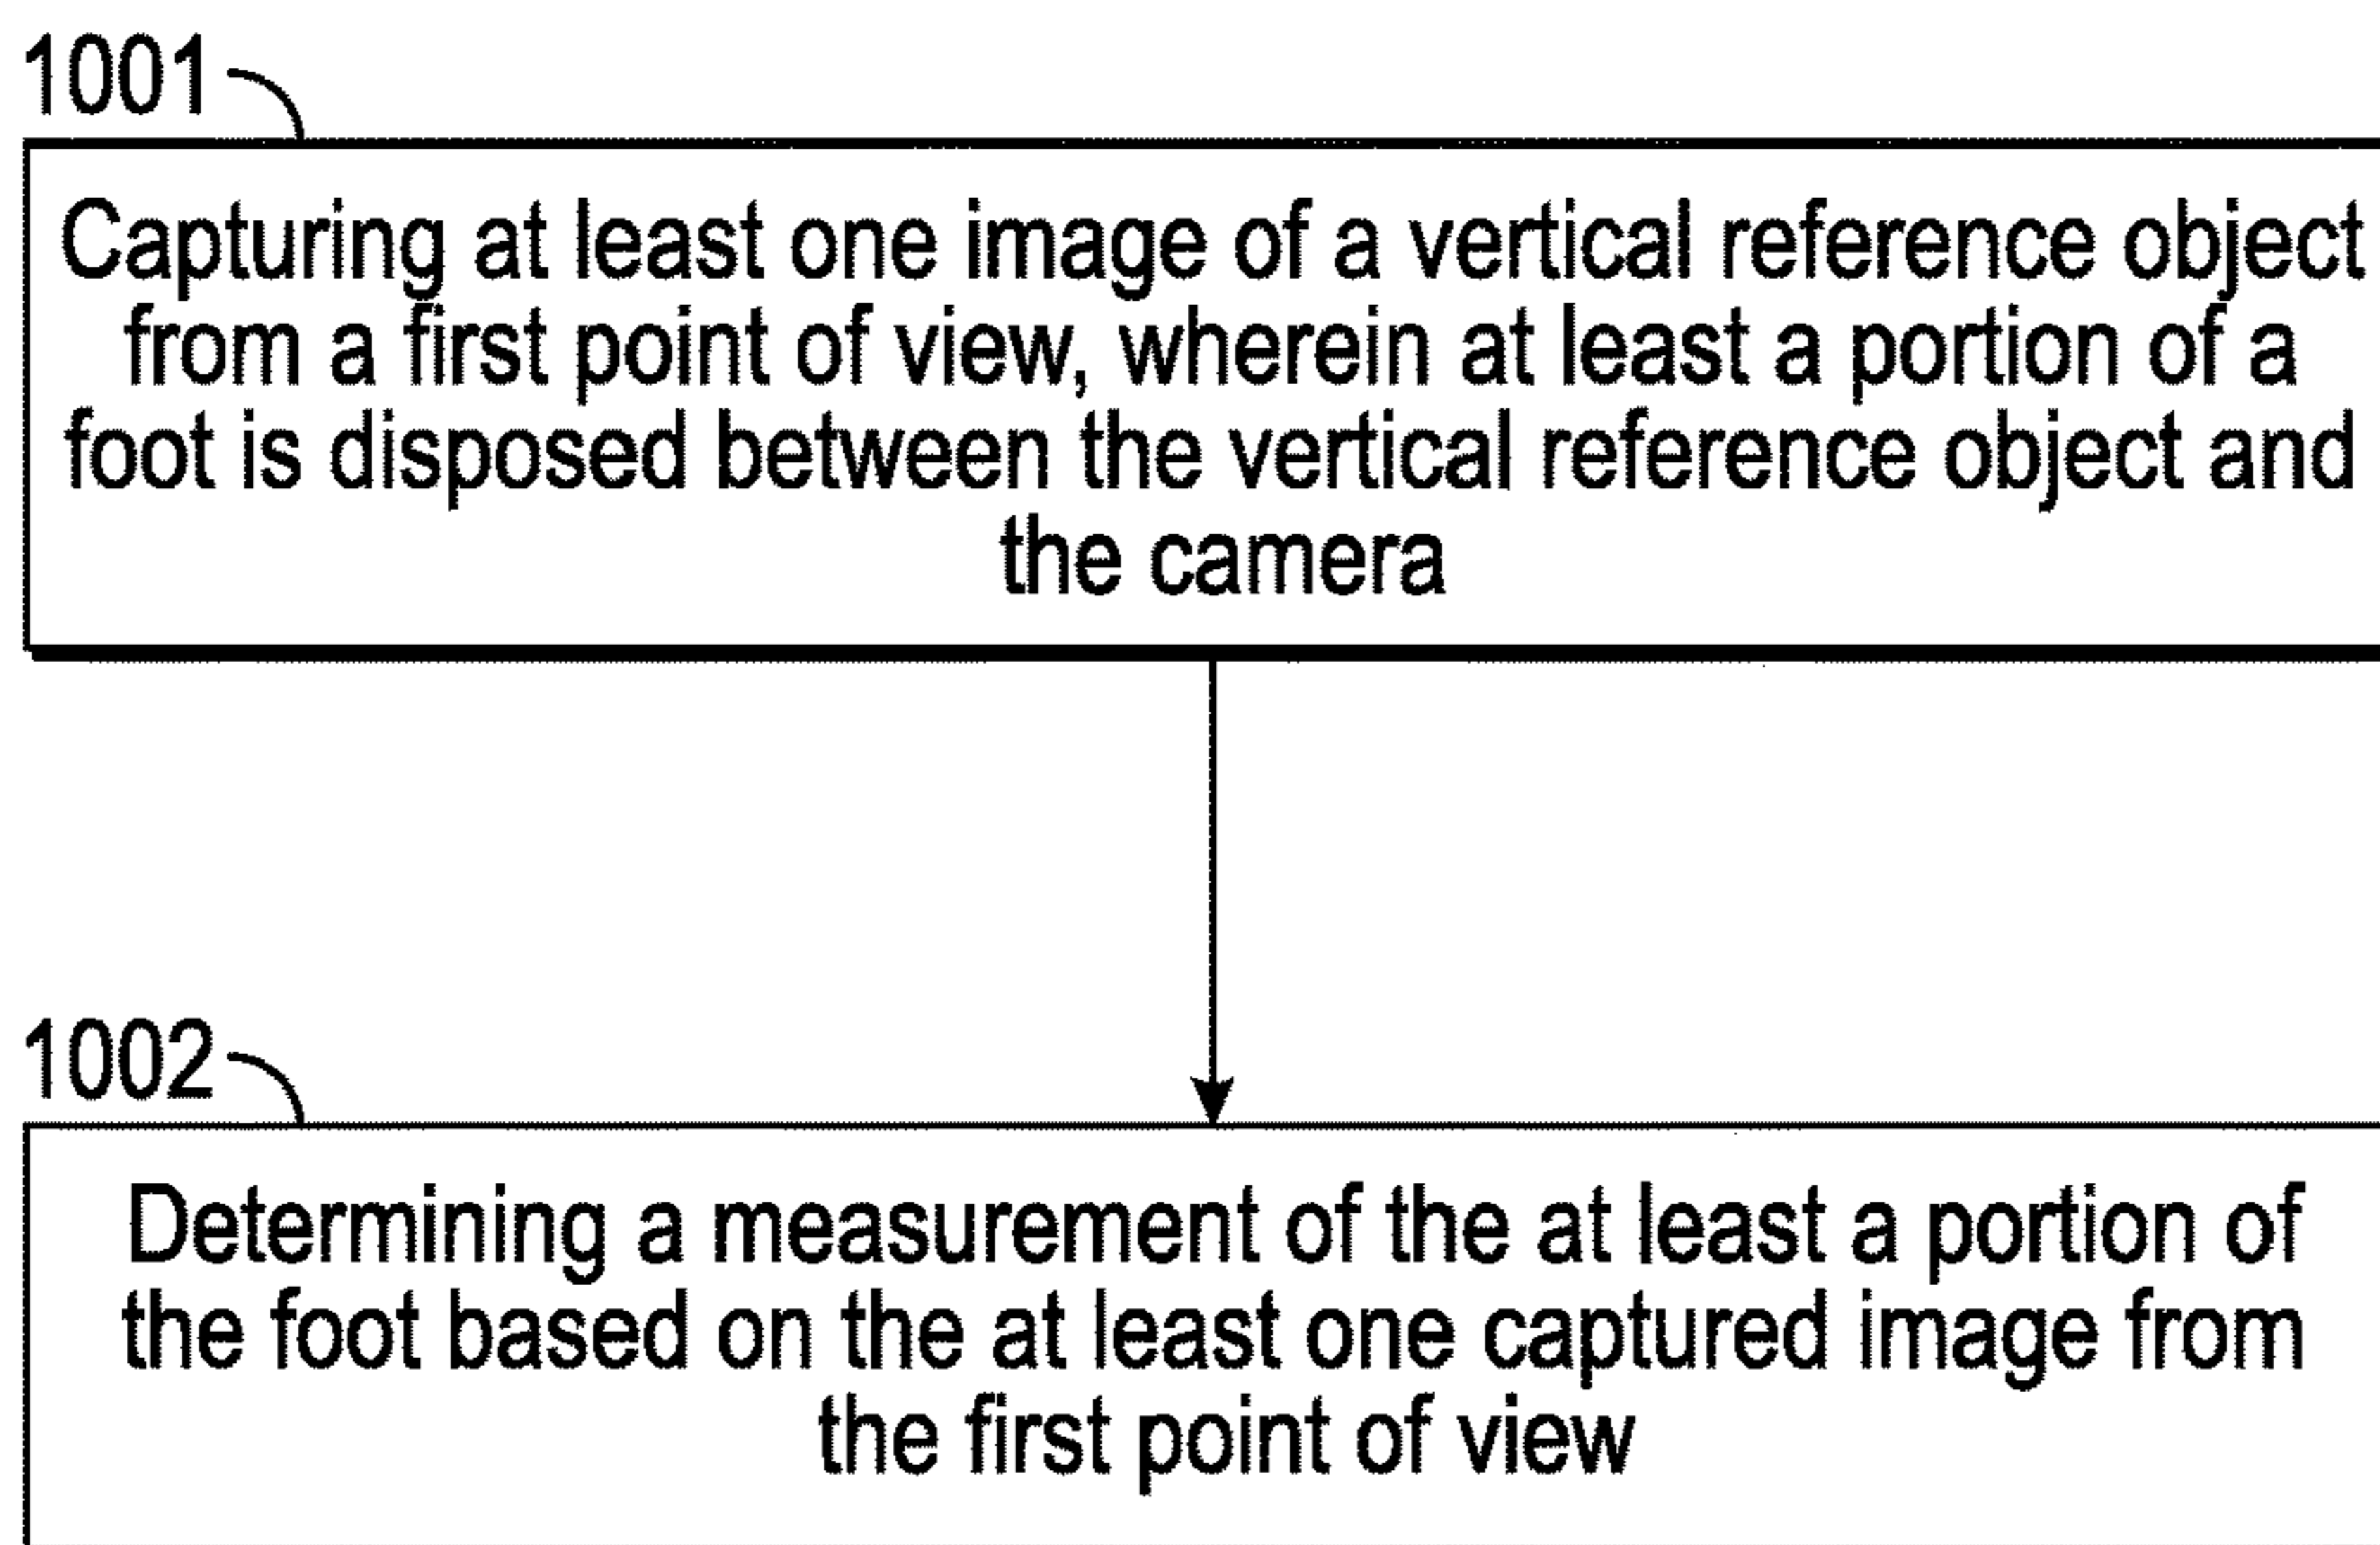 1001
Capturing at least one image of a vertical reference object
from a first point of view, wherein at least a portion of a
foot is disposed between the vertical reference object and
the camera
1002
Determining a measurement of the at least a portion of
the foot based on the at least one captured image from
the first point of view